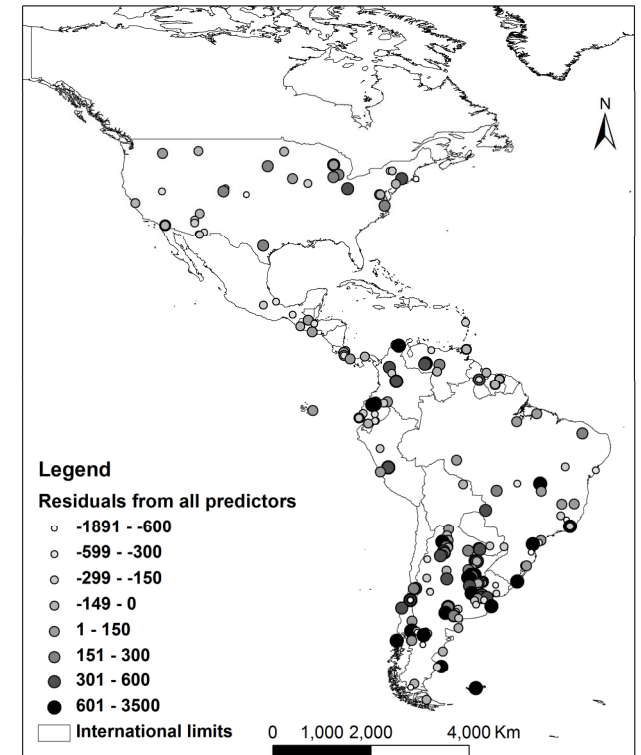 N
Legend
Residuals from all predictors
-1891 - -600
-599 - -300
-299 - -150
-149 - 0
1 - 150
151 - 300
301 - 600
601 - 3500
International limits
0 1,000 2,000 4,000 Km